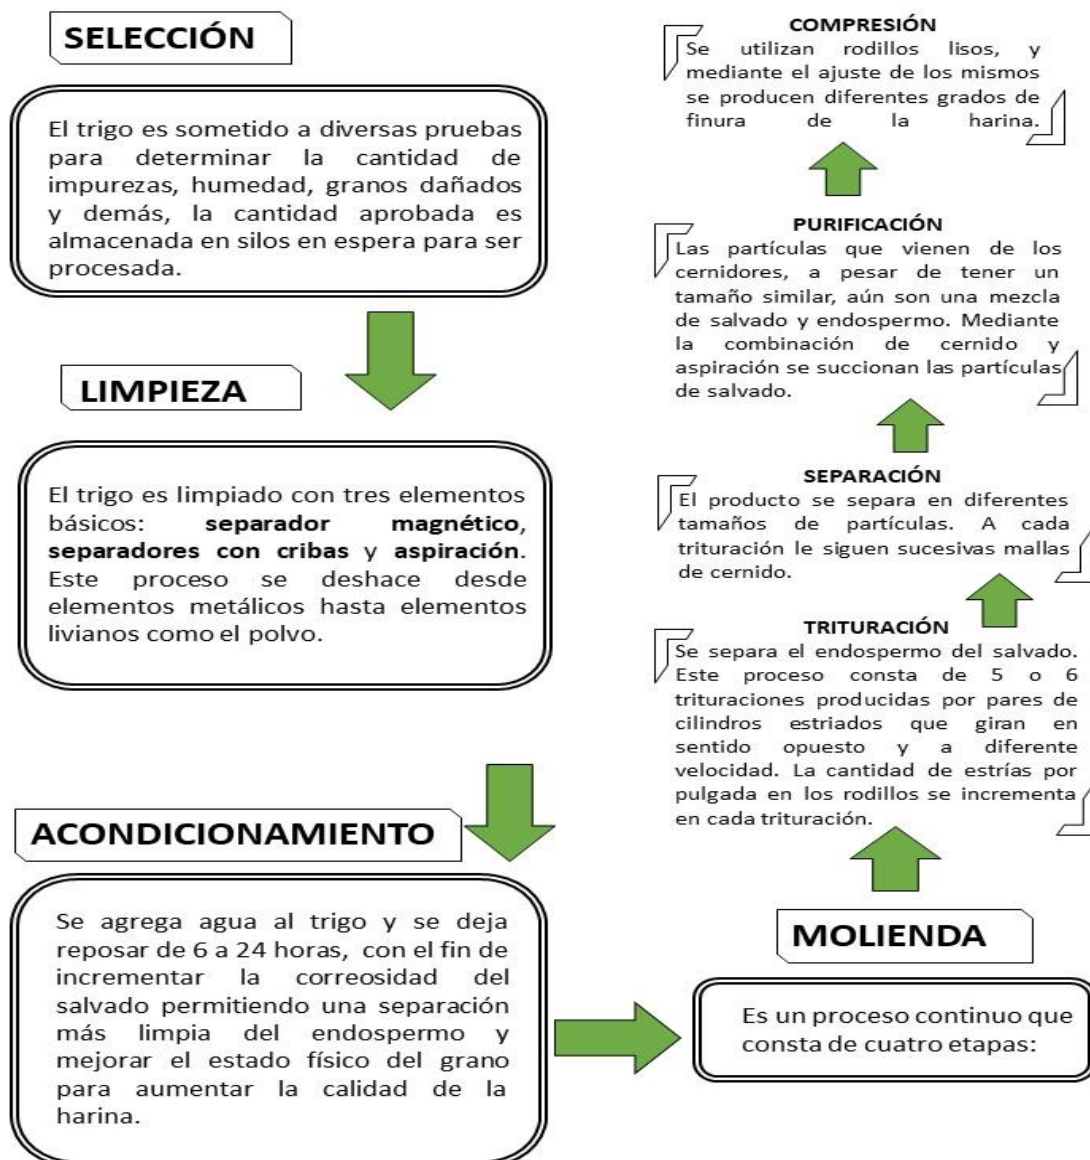 SELECCIÓN
El trigo es sometido a diversas pruebas
para determinar la cantidad de
impurezas, humedad, granos dañados
y demás, la cantidad aprobada es
almacenada en silos en espera para ser
procesada.
LIMPIEZA
El trigo es limpiado con tres elementos
básicos: separador magnético,
separadores con cribas y aspiración.
Este proceso se deshace desde
elementos metálicos hasta elementos
livianos como el polvo.
ACONDICIONAMIENTO
Se agrega agua al trigo y se deja
reposar de 6 a 24 horas, con el fin de
incrementar la correosidad del
salvado permitiendo una separación
más limpia del endospermo y
mejorar el estado físico del grano
para aumentar la calidad de la
harina.
MOLIENDA
Es un proceso continuo que
consta de cuatro etapas:
TRITURACIÓN
Se separa el endospermo del salvado.
Este proceso consta de 5 o 6
trituraciones producidas por pares de
cilindros estriados que giran en
sentido opuesto y a diferente
velocidad. La cantidad de estrías por
pulgada en los rodillos se incrementa
en cada trituración.
SEPARACIÓN
El producto se separa en diferentes
tamaños de partículas. A cada
trituración le siguen sucesivas mallas
de cernido.
PURIFICACIÓN
Las partículas que vienen de los
cernidores, a pesar de tener un
tamaño similar, aún son una mezcla
de salvado y endospermo. Mediante
la combinación de cernido y
aspiración se succionan las partículas
de salvado.
COMPRESIÓN
Se utilizan rodillos lisos, y
mediante el ajuste de los mismos
se producen diferentes grados de
finura de la harina.